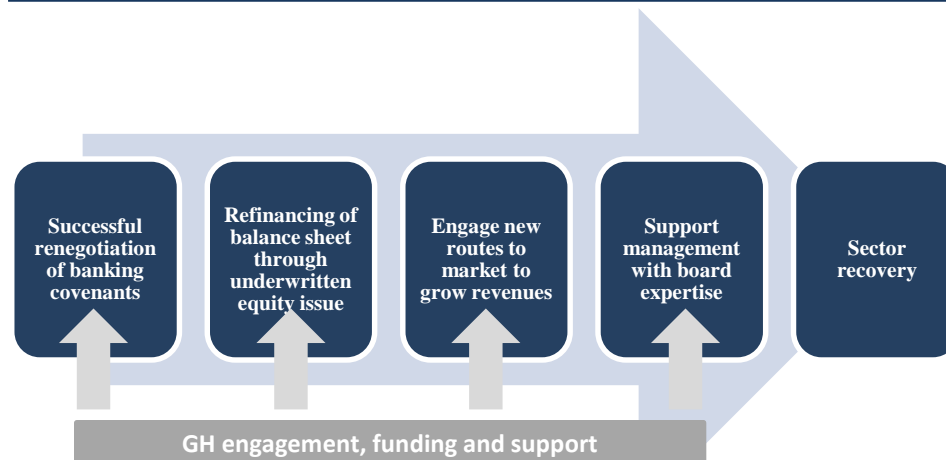 Successful
renegotiation
of banking
covenants
Refinancing of
balance sheet
through
underwritten
equity issue
Engage new
routes to
market to
grow revenues
Support
management
with board
expertise
Sector
recovery
GH engagement, funding and support